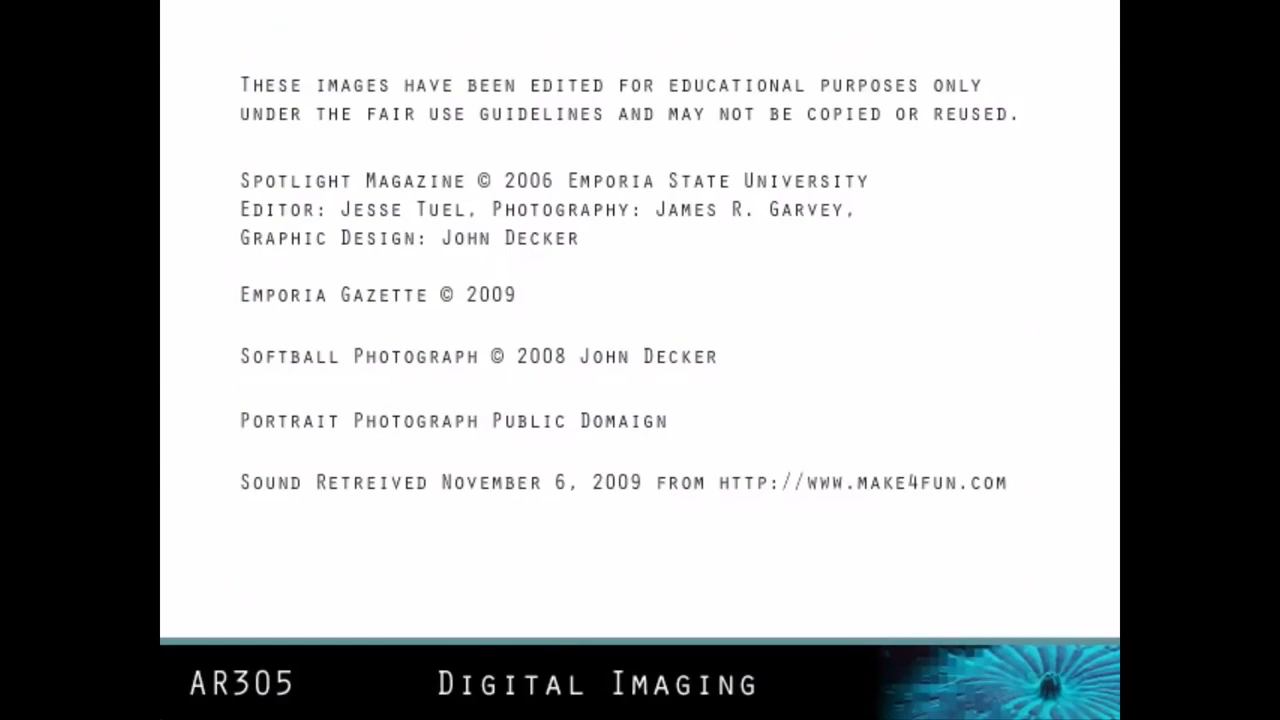 These images have been edited for educational purposes only
under the fair use guidelines and may not be copied or reused.
Spotlight Magazine © 2006 Emporia State University
Editor: Jesse Tuel, Photography: James R. Garvey,
Graphic Design: John Decker
Emporia Gazette © 2009
Softball Photograph © 2008 John Decker
Portrait Photograph Public Domaign
Sound Retreived November 6, 2009 from http://www.make4fun.com
AR305 Digital Imaging